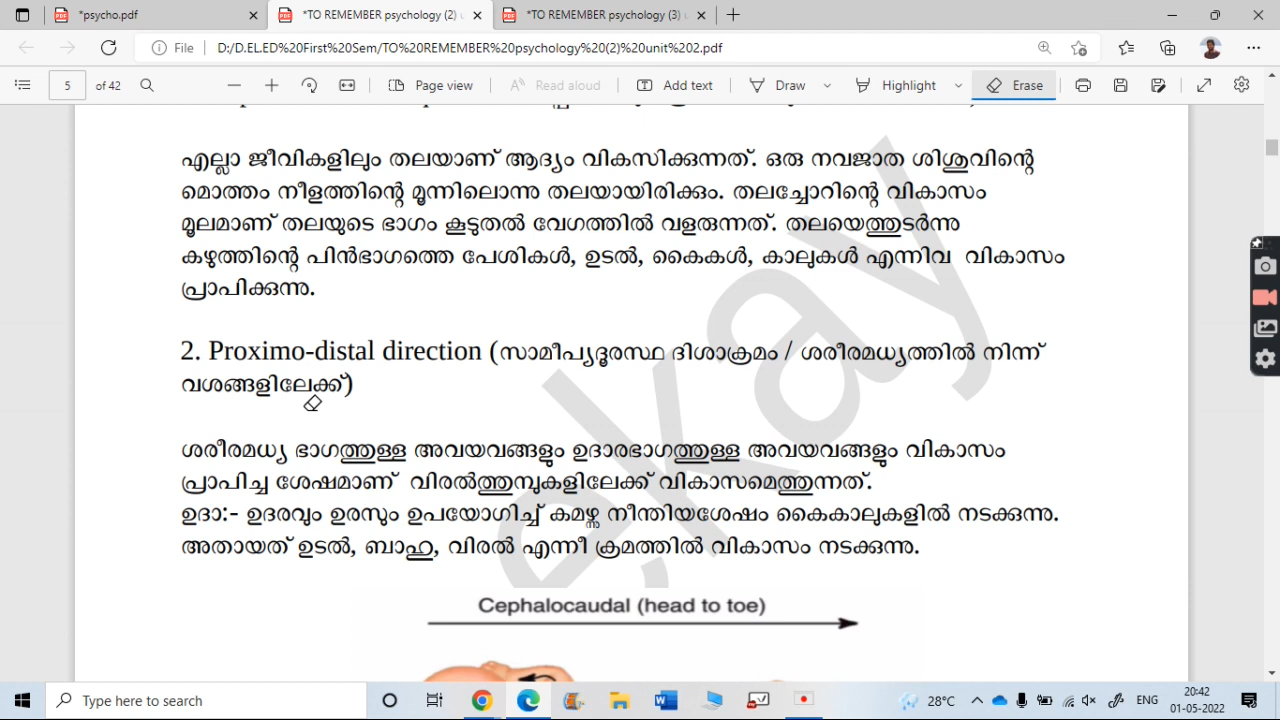 *psycho.pdf
*TO REMEMBER psychology (2) u
*TO REMEMBER psychology (3) u
File D:/D.EL.ED%20First%20Sem/TO%20REMEMBER%20psychology%20(2)%20unit%202.pdf
5 of 42 Page view Read aloud Add text Draw Highlight Erase
എല്ലാ ജീവികളിലും തലയാണ് ആദ്യം വികസിക്കുന്നത്. ഒരു നവജാത ശിശുവിന്റെ
മൊത്തം നീളത്തിന്റെ മൂന്നിലൊന്നു തലയായിരിക്കും. തലച്ചോറിന്റെ വികാസം
മൂലമാണ് തലയുടെ ഭാഗം കൂടുതൽ വേഗത്തിൽ വളരുന്നത്. തലയെത്തുടർന്നു
കഴുത്തിന്റെ പിൻഭാഗത്തെ പേശികൾ, ഉടൽ, കൈകൾ, കാലുകൾ എന്നിവ വികാസം
പ്രാപിക്കുന്നു.
2. Proximo-distal direction (സാമീപ്യദൂരസ്ഥ ദിശാക്രമം / ശരീരമധ്യത്തിൽ നിന്ന്
വശങ്ങളിലേക്ക്)
ശരീരമധ്യ ഭാഗത്തുള്ള അവയവങ്ങളും ഉദാരഭാഗത്തുള്ള അവയവങ്ങളും വികാസം
പ്രാപിച്ച ശേഷമാണ് വിരൽത്തുമ്പുകളിലേക്ക് വികാസമെത്തുന്നത്.
ഉദാ:- ഉദരവും ഉരസും ഉപയോഗിച്ച് കമഴ്ന്നു നീന്തിയശേഷം കൈകാലുകളിൽ നടക്കുന്നു.
അതായത് ഉടൽ, ബാഹു, വിരൽ എന്നീ ക്രമത്തിൽ വികാസം നടക്കുന്നു.
Cephalocaudal (head to toe)
Type here to search
28°C ENG 20:42
01-05-2022